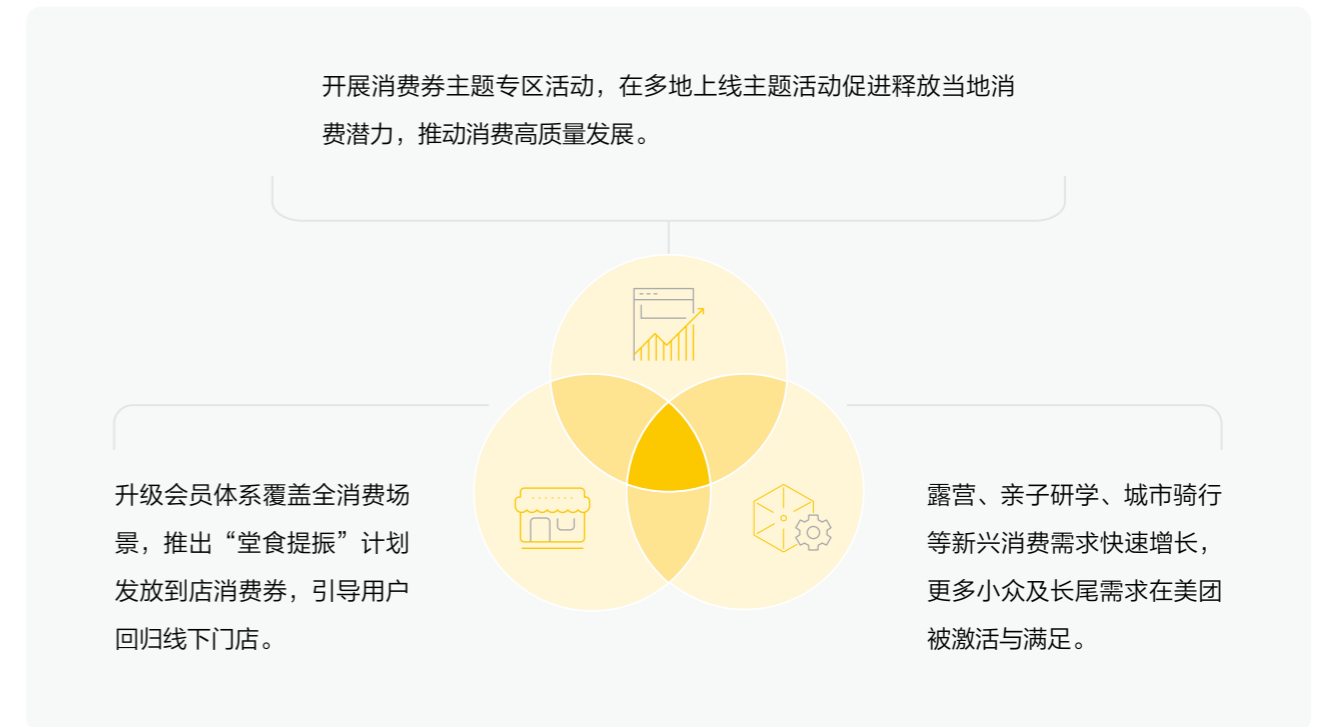 开展消费券主题专区活动，在多地上线主题活动促进释放当地消
费潜力，推动消费高质量发展。
升级会员体系覆盖全消费场
景，推出“堂食提振”计划
发放到店消费券，引导用户
回归线下门店。
露营、亲子研学、城市骑行
等新兴消费需求快速增长，
更多小众及长尾需求在美团
被激活与满足。